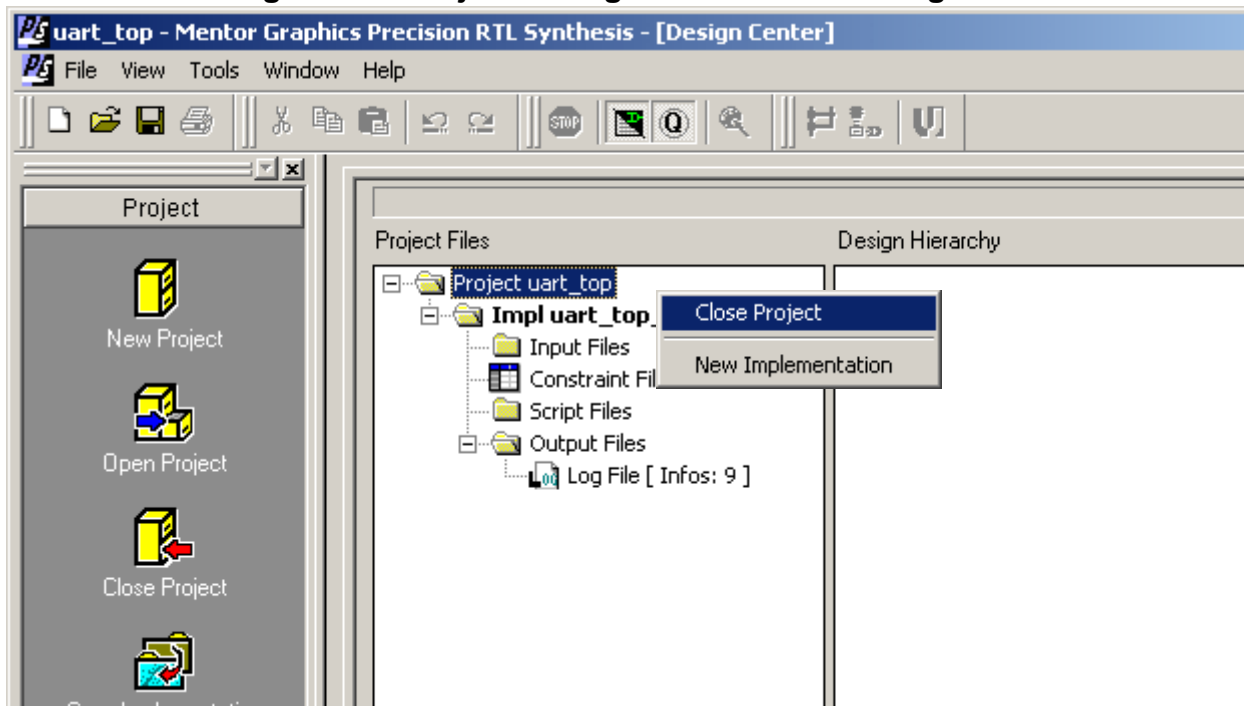 uart_top - Mentor Graphics Precision RTL Synthesis - [Design Center]
File View Tools Window Help
STOP Q
Project
Project Files Design Hierarchy
Project uart_top
Impl uart_top_
Close Project
New Project
Input Files
New Implementation
Constraint Fil
Script Files
Output Files
Open Project
Log File [ Infos: 9 ]
Close Project